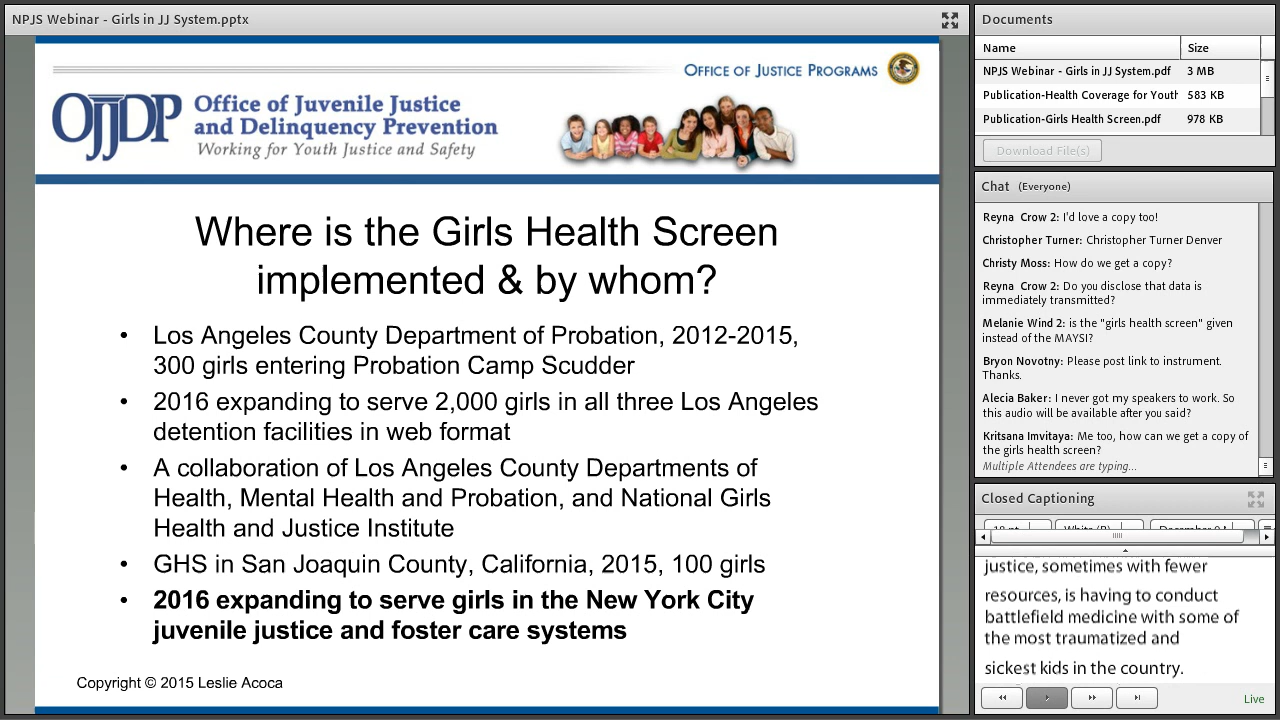 NPJS Webinar - Girls in JJ System.pptx
OFFICE OF JUSTICE PROGRAMS
OJJDP
Office of Juvenile Justice
and Delinquency Prevention
Working for Youth Justice and Safety
Where is the Girls Health Screen
implemented & by whom?
• Los Angeles County Department of Probation, 2012-2015,
300 girls entering Probation Camp Scudder
• 2016 expanding to serve 2,000 girls in all three Los Angeles
detention facilities in web format
• A collaboration of Los Angeles County Departments of
Health, Mental Health and Probation, and National Girls
Health and Justice Institute
• GHS in San Joaquin County, California, 2015, 100 girls
• 2016 expanding to serve girls in the New York City
juvenile justice and foster care systems
Copyright © 2015 Leslie Acoca
Documents
Name Size
NPJS Webinar - Girls in JJ System.pdf 3 MB
Publication-Health Coverage for Youth 583 KB
Publication-Girls Health Screen.pdf 978 KB
Download File(s)
Chat (Everyone)
Reyna Crow 2: I'd love a copy too!
Christopher Turner: Christopher Turner Denver
Christy Moss: How do we get a copy?
Reyna Crow 2: Do you disclose that data is
immediately transmitted?
Melanie Wind 2: is the "girls health screen" given
instead of the MAYSI?
Bryon Novotny: Please post link to instrument.
Thanks.
Alecia Baker: I never got my speakers to work. So
this audio will be available after you said?
Kritsana Imvitaya: Me too, how can we get a copy of
the girls health screen?
Multiple Attendees are typing...
Closed Captioning
justice, sometimes with fewer
resources, is having to conduct
battlefield medicine with some of
the most traumatized and
sickest kids in the country.
Live